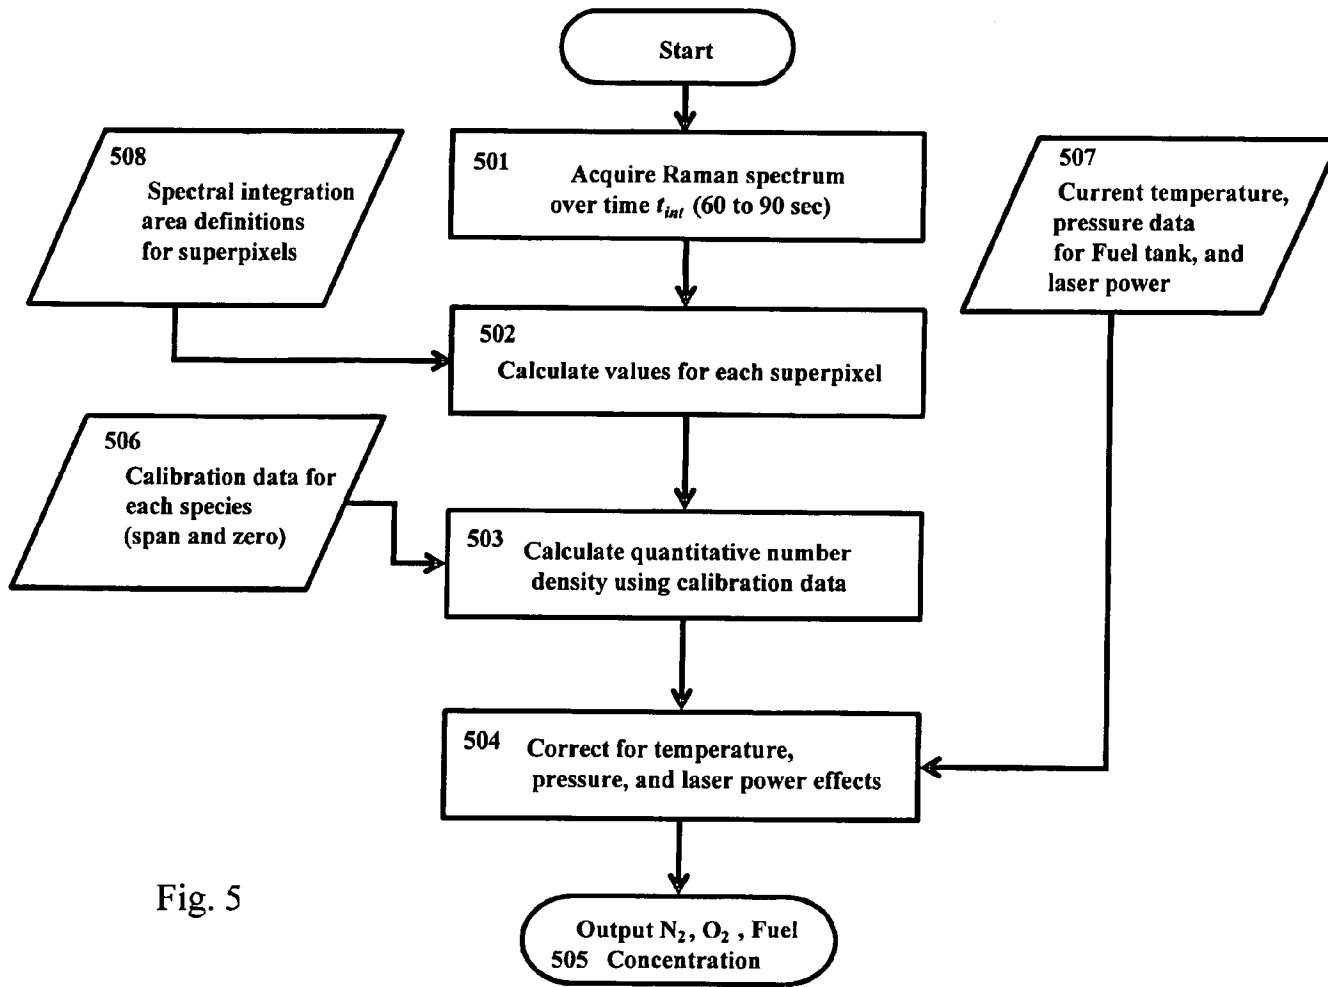 Start
508
Spectral integration
area definitions
for superpixels
501
Acquire Raman spectrum
over time t_int (60 to 90 sec)
507
Current temperature,
pressure data
for Fuel tank, and
laser power
502
Calculate values for each superpixel
506
Calibration data for
each species
(span and zero)
503
Calculate quantitative number
density using calibration data
504
Correct for temperature,
pressure, and laser power effects
Output N₂, O₂ , Fuel
505 Concentration
Fig. 5